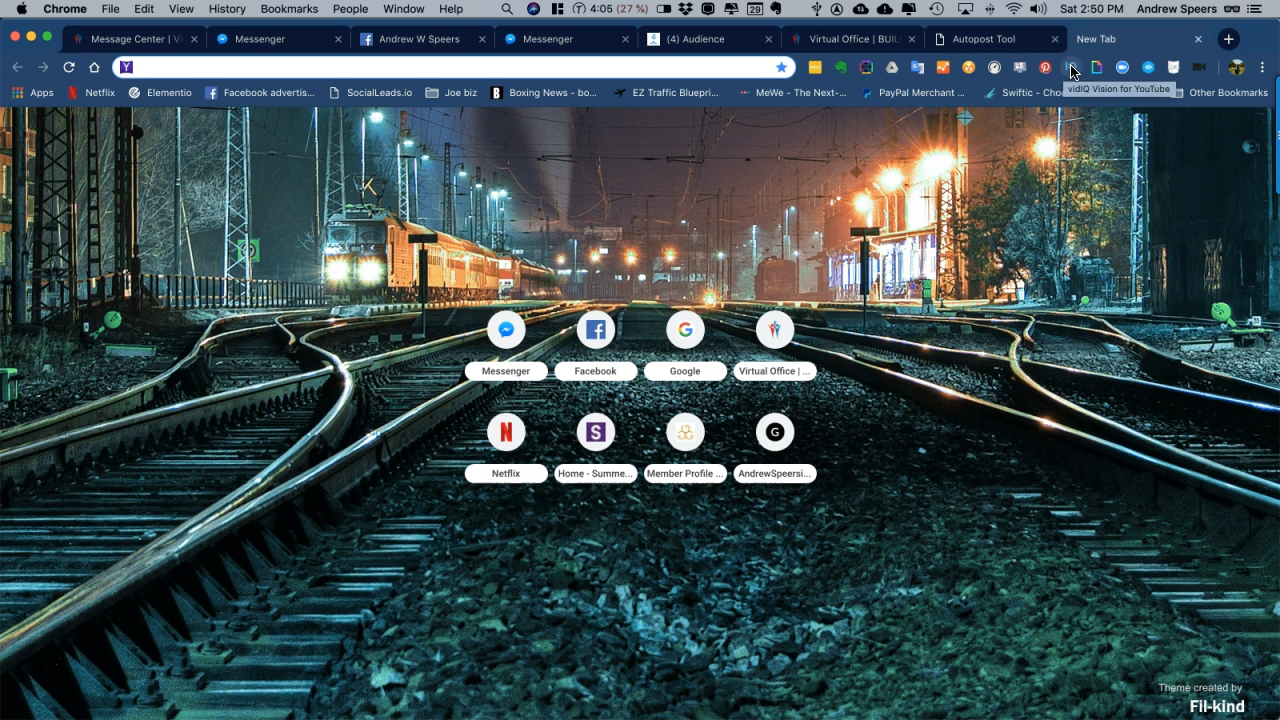 Chrome File Edit View History Bookmarks People Window Help 4:05 (27 %) 29 Sat 2:50 PM Andrew Speers
Message Center | Messenger Andrew W Speers Messenger (4) Audience Virtual Office | BUIL Autopost Tool New Tab
vidIQ Vision for YouTube
Apps Netflix Elementio Facebook advertis... SocialLeads.io Joe biz Boxing News - bo... EZ Traffic Bluepri... MeWe - The Next-... PayPal Merchant ... Swiftic - Cho Other Bookmarks
Messenger Facebook Google Virtual Office | ...
Netflix Home - Summe... Member Profile ... AndrewSpeersi...
Theme created by
Fil-kind